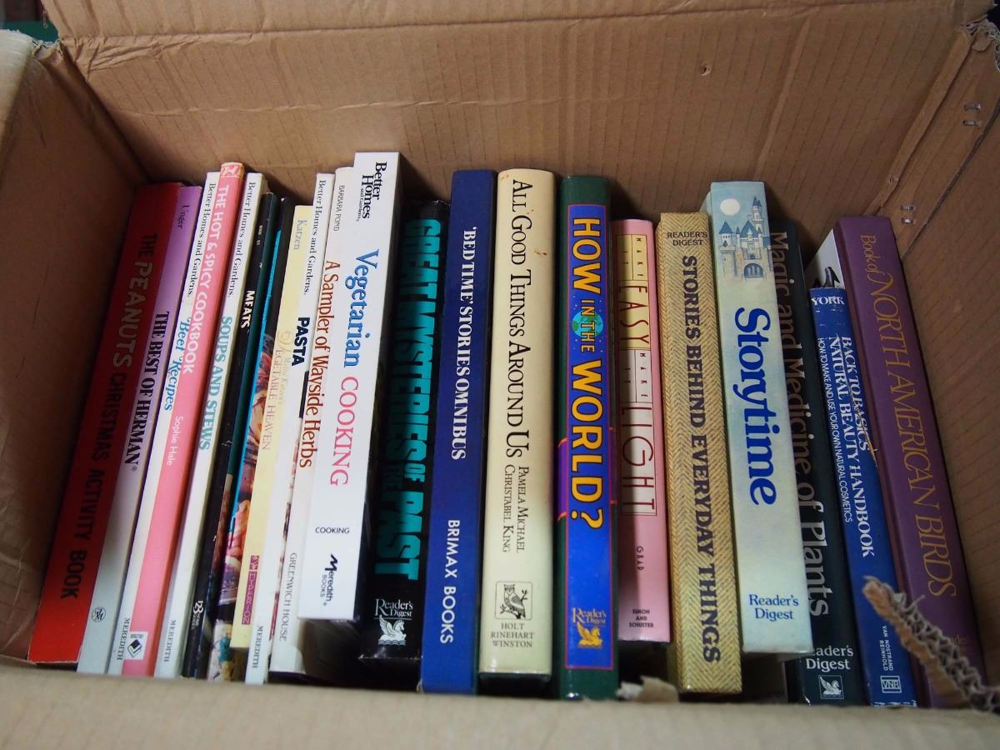 THE PEANUTS CHRISTMAS ACTIVITY BOOK
Unger
THE BEST OF HERMAN®
Better Homes and Gardens®
Beef Recipes
MEREDITH
THE HOT & SPICY COOKBOOK
Sophie Hale
Better Homes and Gardens®
SOUPS AND STEWS
MEREDITH
MEATS
Katzen
VEGETABLE HEAVEN
Better Homes and Gardens®
PASTA
MEREDITH
BARBARA POND
A Sampler of Wayside Herbs
GREENWICH HOUSE
Better
Homes
and Gardens®
Vegetarian COOKING
COOKING
Meredith
BOOKS
GREAT MYSTERIES OF THE PAST
Reader's
Digest
'BED TIME' STORIES OMNIBUS
BRIMAX BOOKS
ALL GOOD THINGS AROUND US
PAMELA MICHAEL
CHRISTABEL KING
HOLT
RINEHART
WINSTON
HOW IN THE WORLD?
Reader's Digest
MAKE IT EASY MAKE IT LIGHT
GRAD
SIMON
AND
SCHUSTER
READER'S
DIGEST
STORIES BEHIND EVERYDAY THINGS
Storytime
Reader's
Digest
Magic and Medicine of Plants
Reader's
Digest
YORK
BACK TO BASICS
NATURAL BEAUTY HANDBOOK
HOW TO MAKE AND USE YOUR OWN NATURAL COSMETICS
VAN NOSTRAND
REINHOLD
VNR
Book of NORTH AMERICAN BIRDS